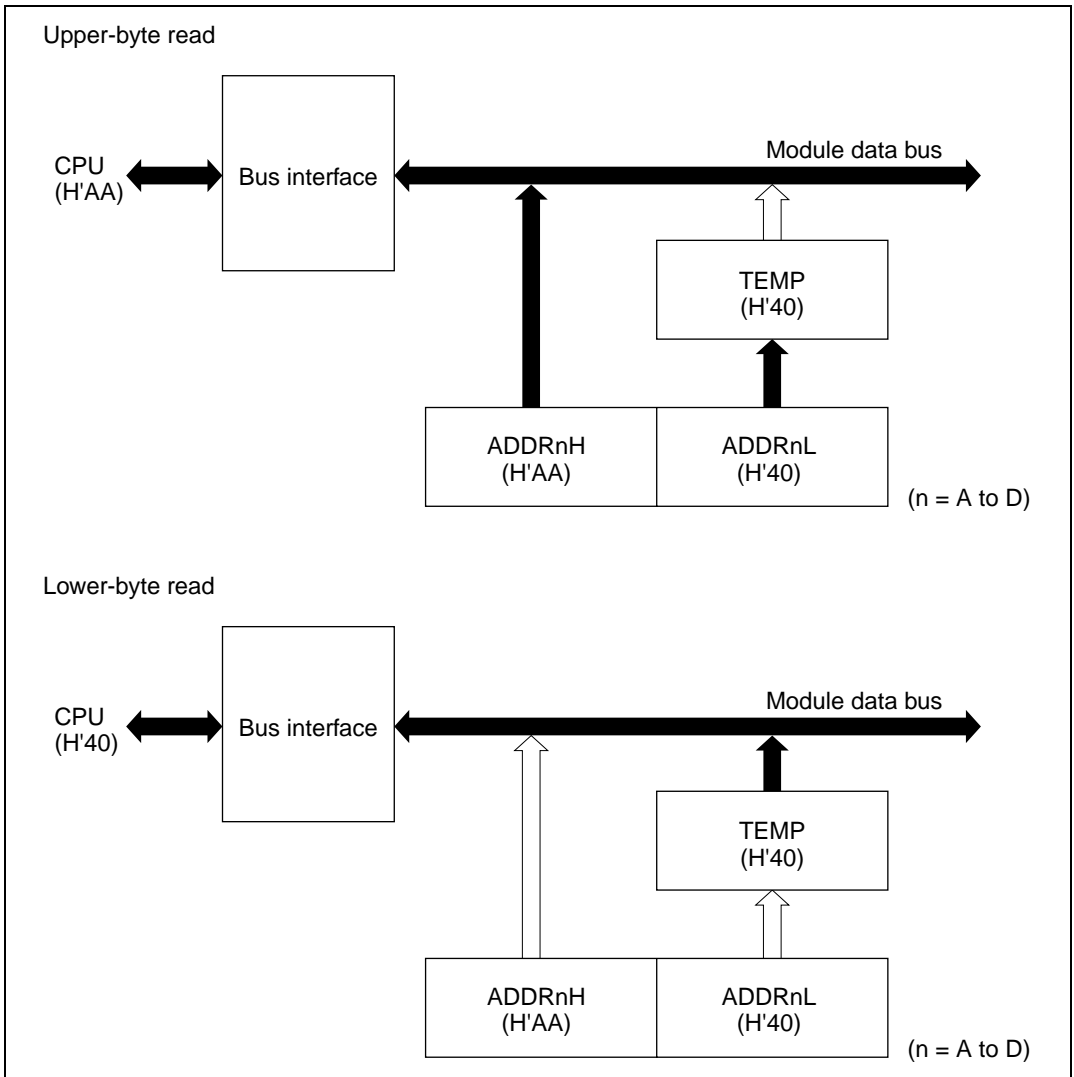 Upper-byte read
CPU
(H'AA)
Bus interface
Module data bus
TEMP
(H'40)
ADDRnH
(H'AA)
ADDRnL
(H'40)
(n = A to D)
Lower-byte read
CPU
(H'40)
Bus interface
Module data bus
TEMP
(H'40)
ADDRnH
(H'AA)
ADDRnL
(H'40)
(n = A to D)